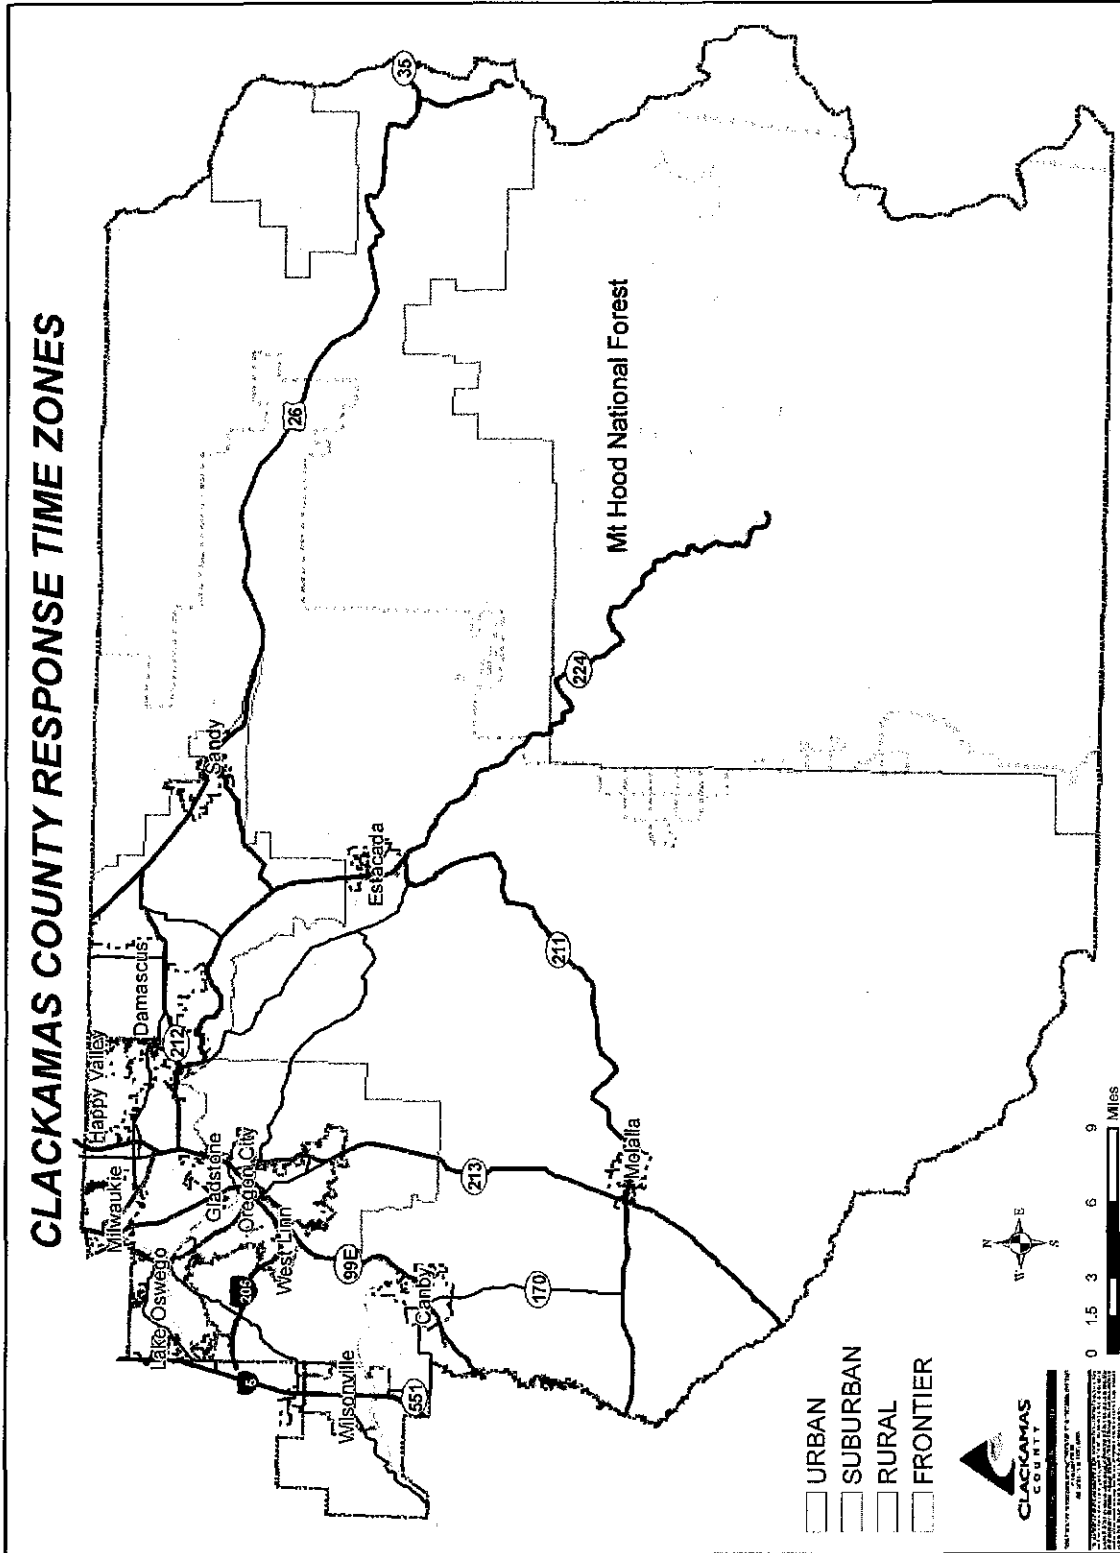 CLACKAMAS COUNTY RESPONSE TIME ZONES
Milwaukie
Happy Valley
Damascus
212
Lake Oswego
Gladstone
Oregon City
West Linn
205
5
Wilsonville
551
99E
Canby
170
213
Molalla
211
Estacada
Sandy
26
35
224
Mt Hood National Forest
URBAN
SUBURBAN
RURAL
FRONTIER
CLACKAMAS
COUNTY
N
W E
S
0 1.5 3 6 9
Miles